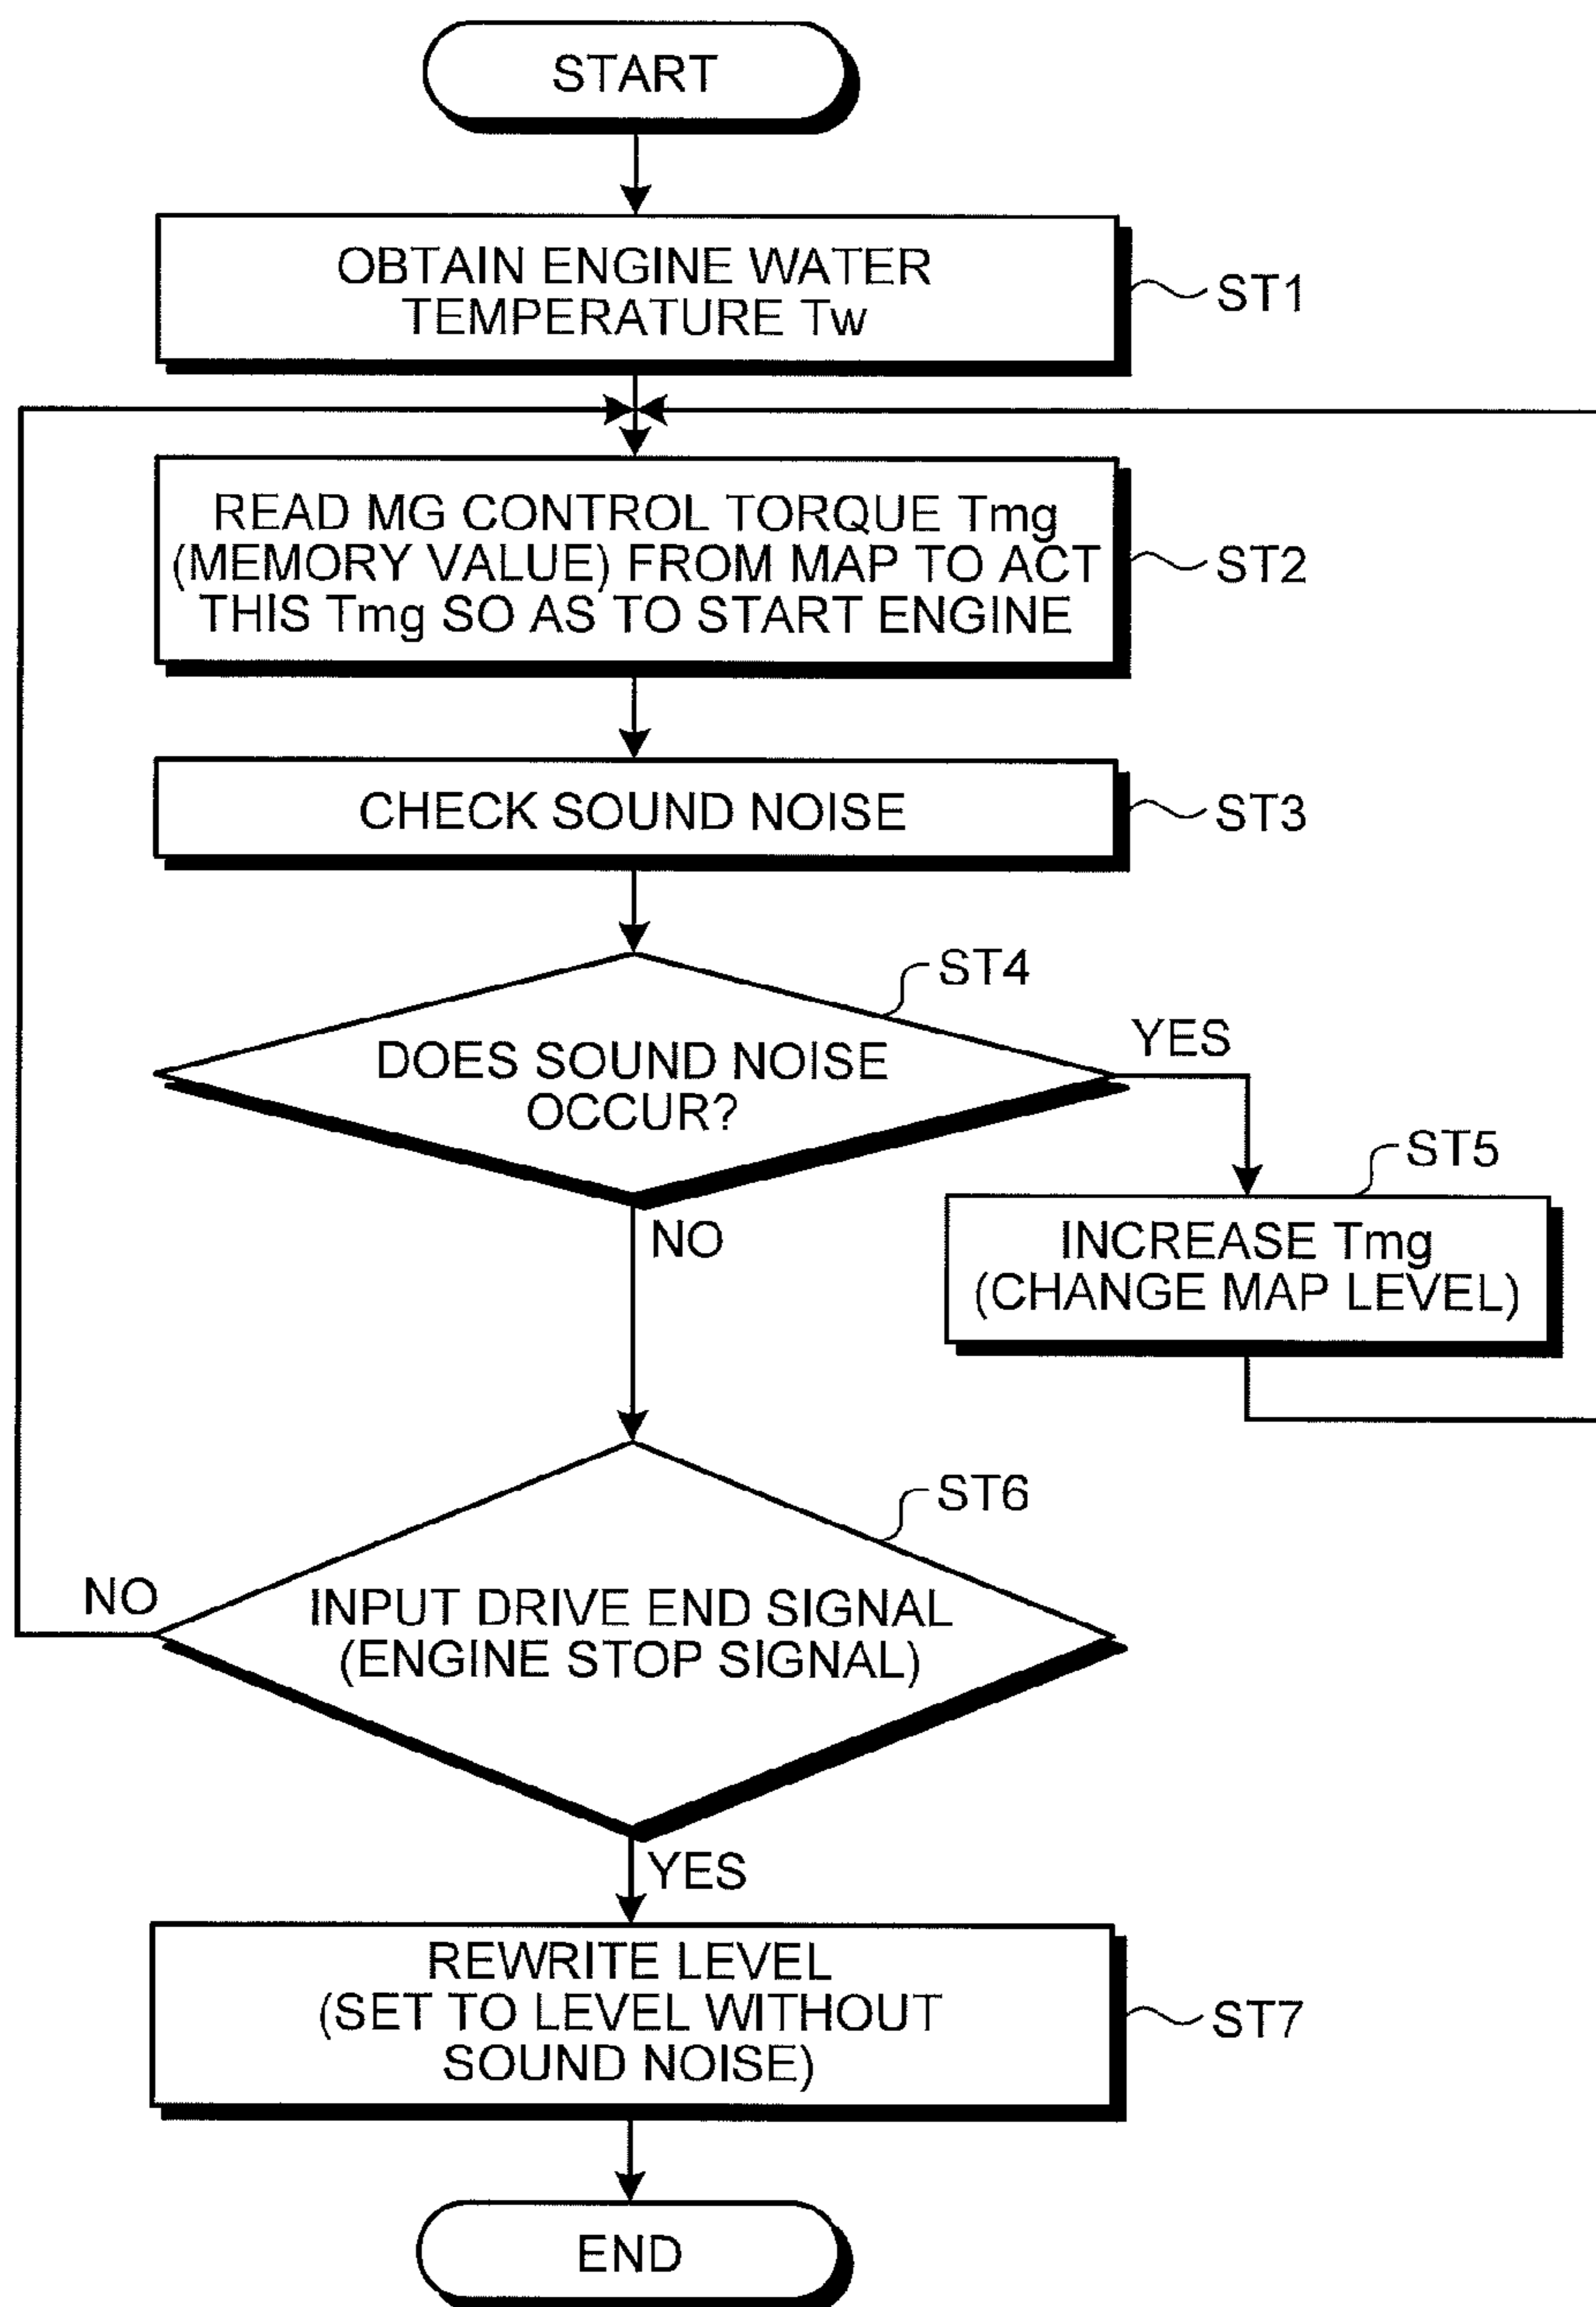 START
OBTAIN ENGINE WATER
TEMPERATURE Tw
ST1
READ MG CONTROL TORQUE Tmg
(MEMORY VALUE) FROM MAP TO ACT
THIS Tmg SO AS TO START ENGINE
ST2
CHECK SOUND NOISE
ST3
ST4
DOES SOUND NOISE
OCCUR?
YES
NO
ST5
INCREASE Tmg
(CHANGE MAP LEVEL)
ST6
INPUT DRIVE END SIGNAL
(ENGINE STOP SIGNAL)
NO
YES
REWRITE LEVEL
(SET TO LEVEL WITHOUT
SOUND NOISE)
ST7
END